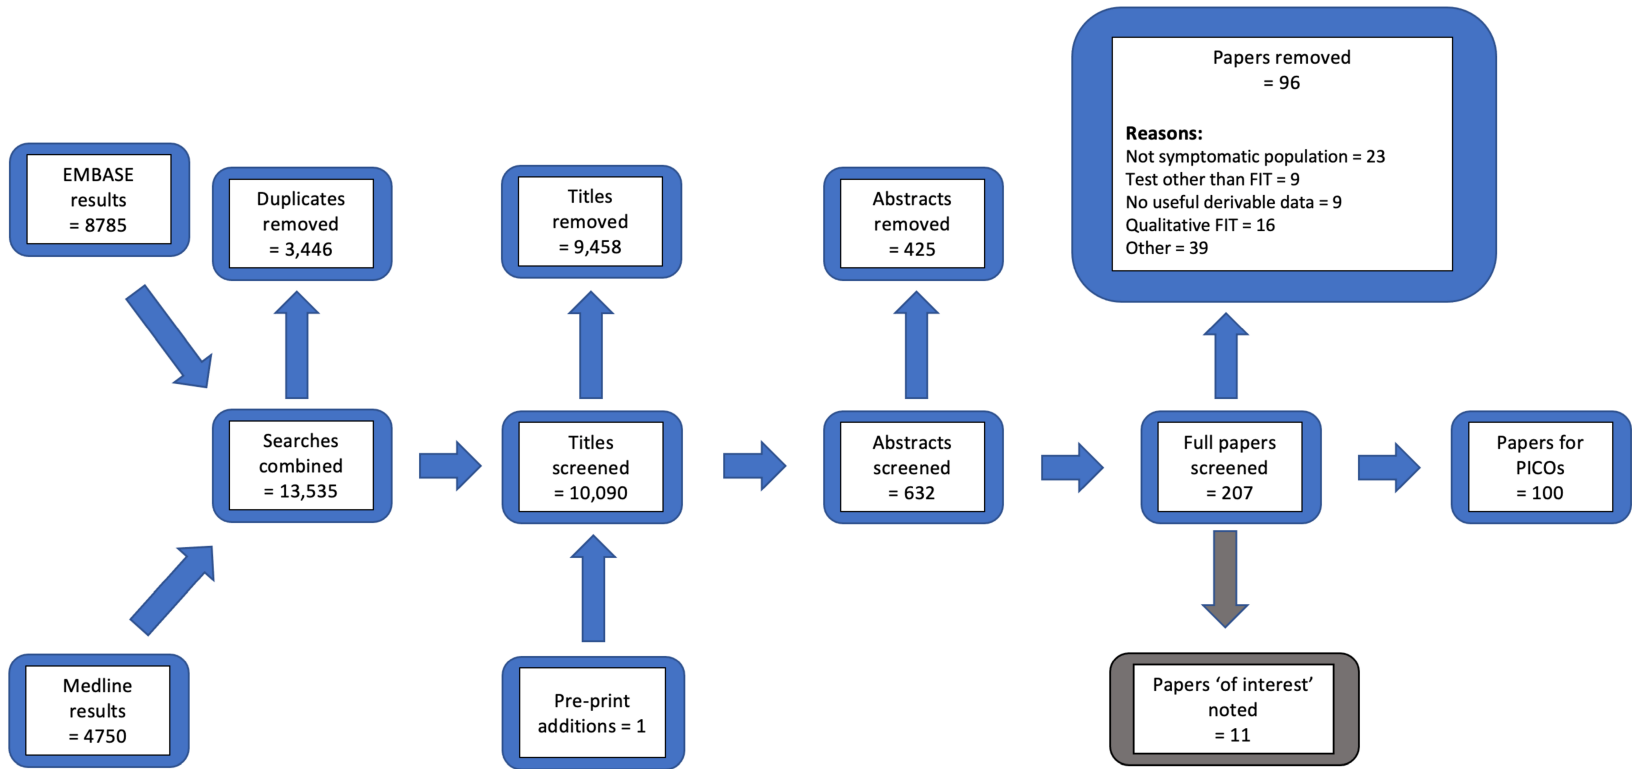 EMBASE
results
= 8785
Medline
results
= 4750
Duplicates
removed
= 3,446
Searches
combined
= 13,535
Titles
removed
= 9,458
Titles
screened
= 10,090
Pre-print
additions = 1
Abstracts
removed
= 425
Abstracts
screened
= 632
Papers removed
= 96
Reasons:
Not symptomatic population = 23
Test other than FIT = 9
No useful derivable data = 9
Qualitative FIT = 16
Other = 39
Full papers
screened
= 207
Papers ‘of interest’
noted
= 11
Papers for
PICOs
= 100